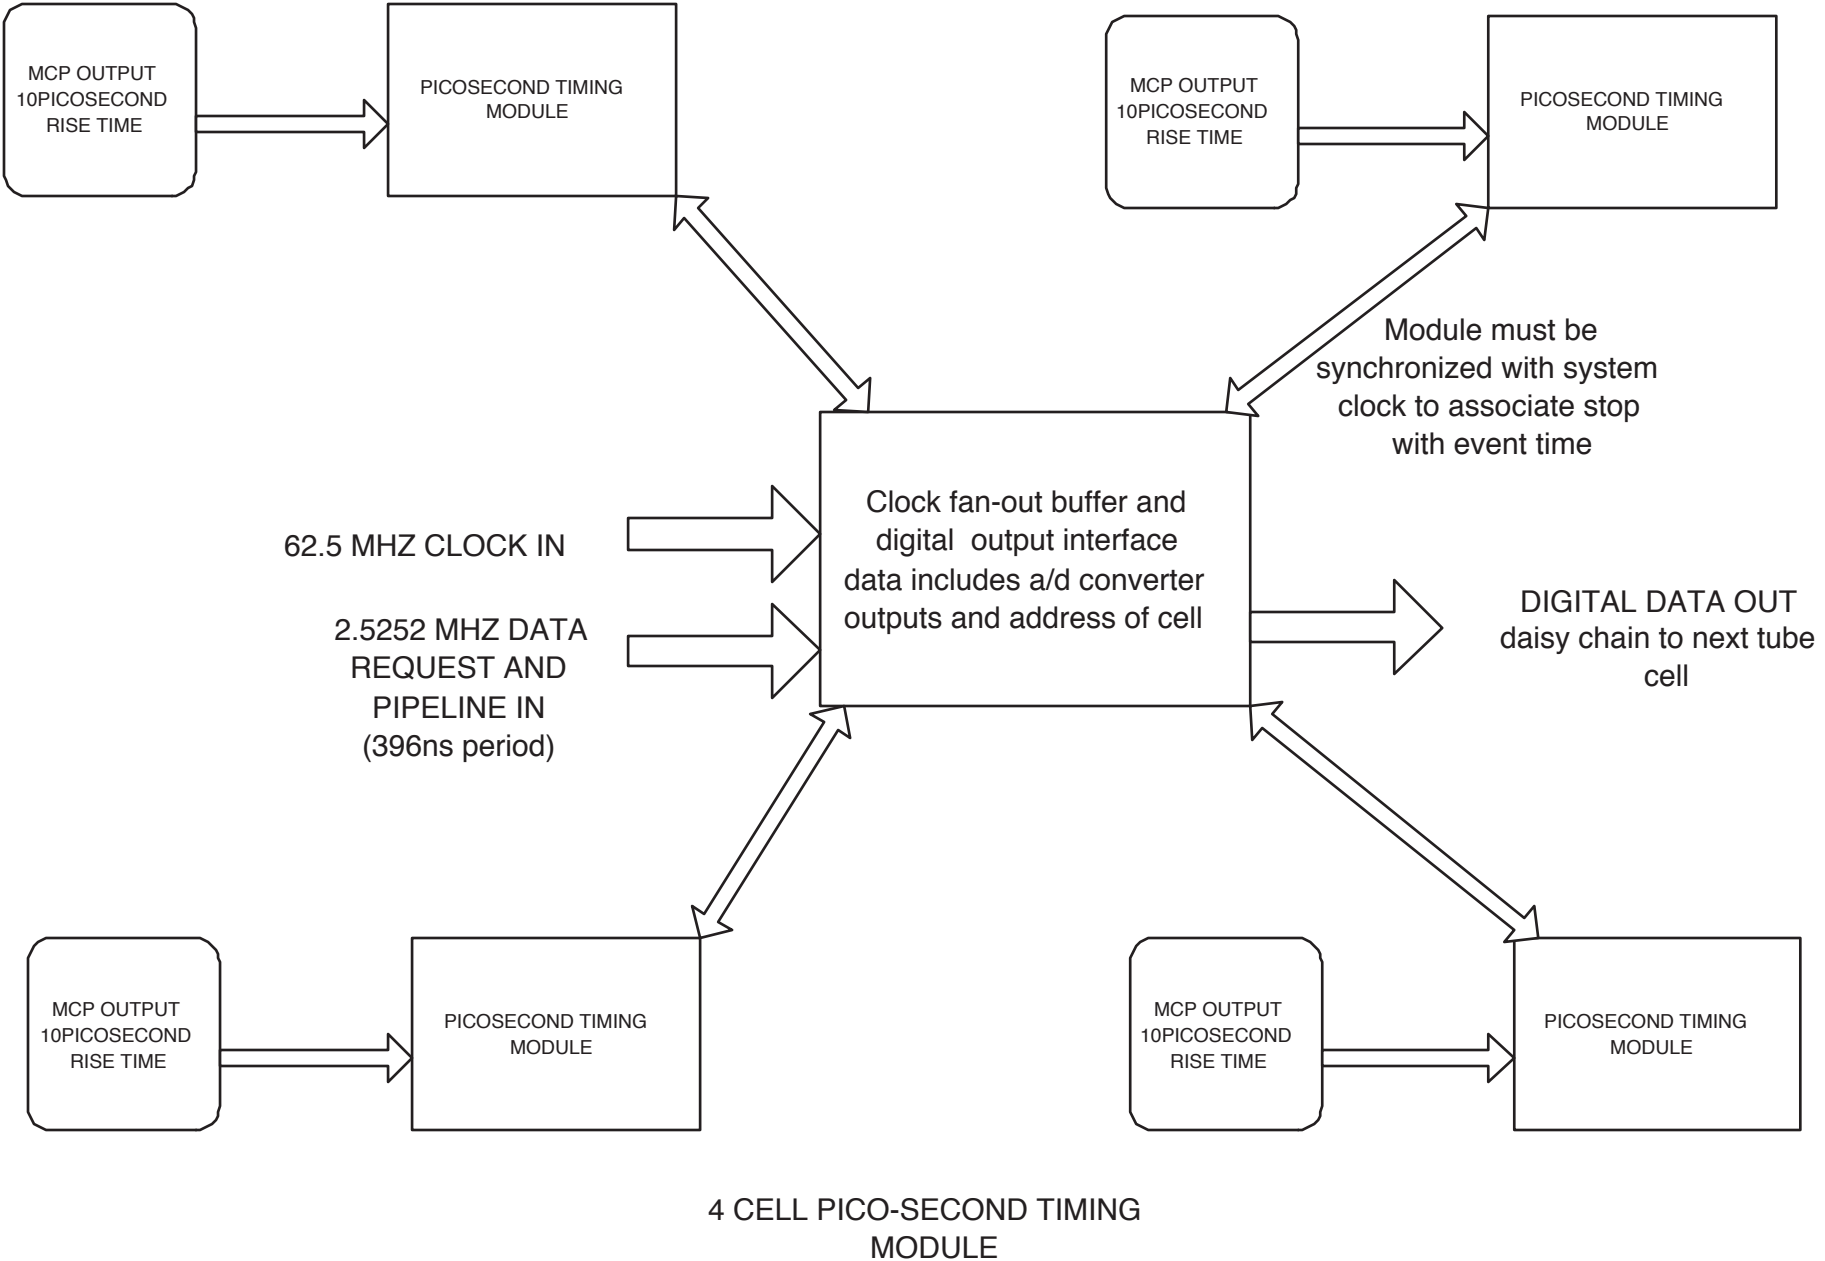 MCP OUTPUT
10PICOSECOND
RISE TIME
PICOSECOND TIMING
MODULE
MCP OUTPUT
10PICOSECOND
RISE TIME
PICOSECOND TIMING
MODULE
Module must be
synchronized with system
clock to associate stop
with event time
62.5 MHZ CLOCK IN
2.5252 MHZ DATA
REQUEST AND
PIPELINE IN
(396ns period)
Clock fan-out buffer and
digital output interface
data includes a/d converter
outputs and address of cell
DIGITAL DATA OUT
daisy chain to next tube
cell
MCP OUTPUT
10PICOSECOND
RISE TIME
PICOSECOND TIMING
MODULE
MCP OUTPUT
10PICOSECOND
RISE TIME
PICOSECOND TIMING
MODULE
4 CELL PICO-SECOND TIMING
MODULE